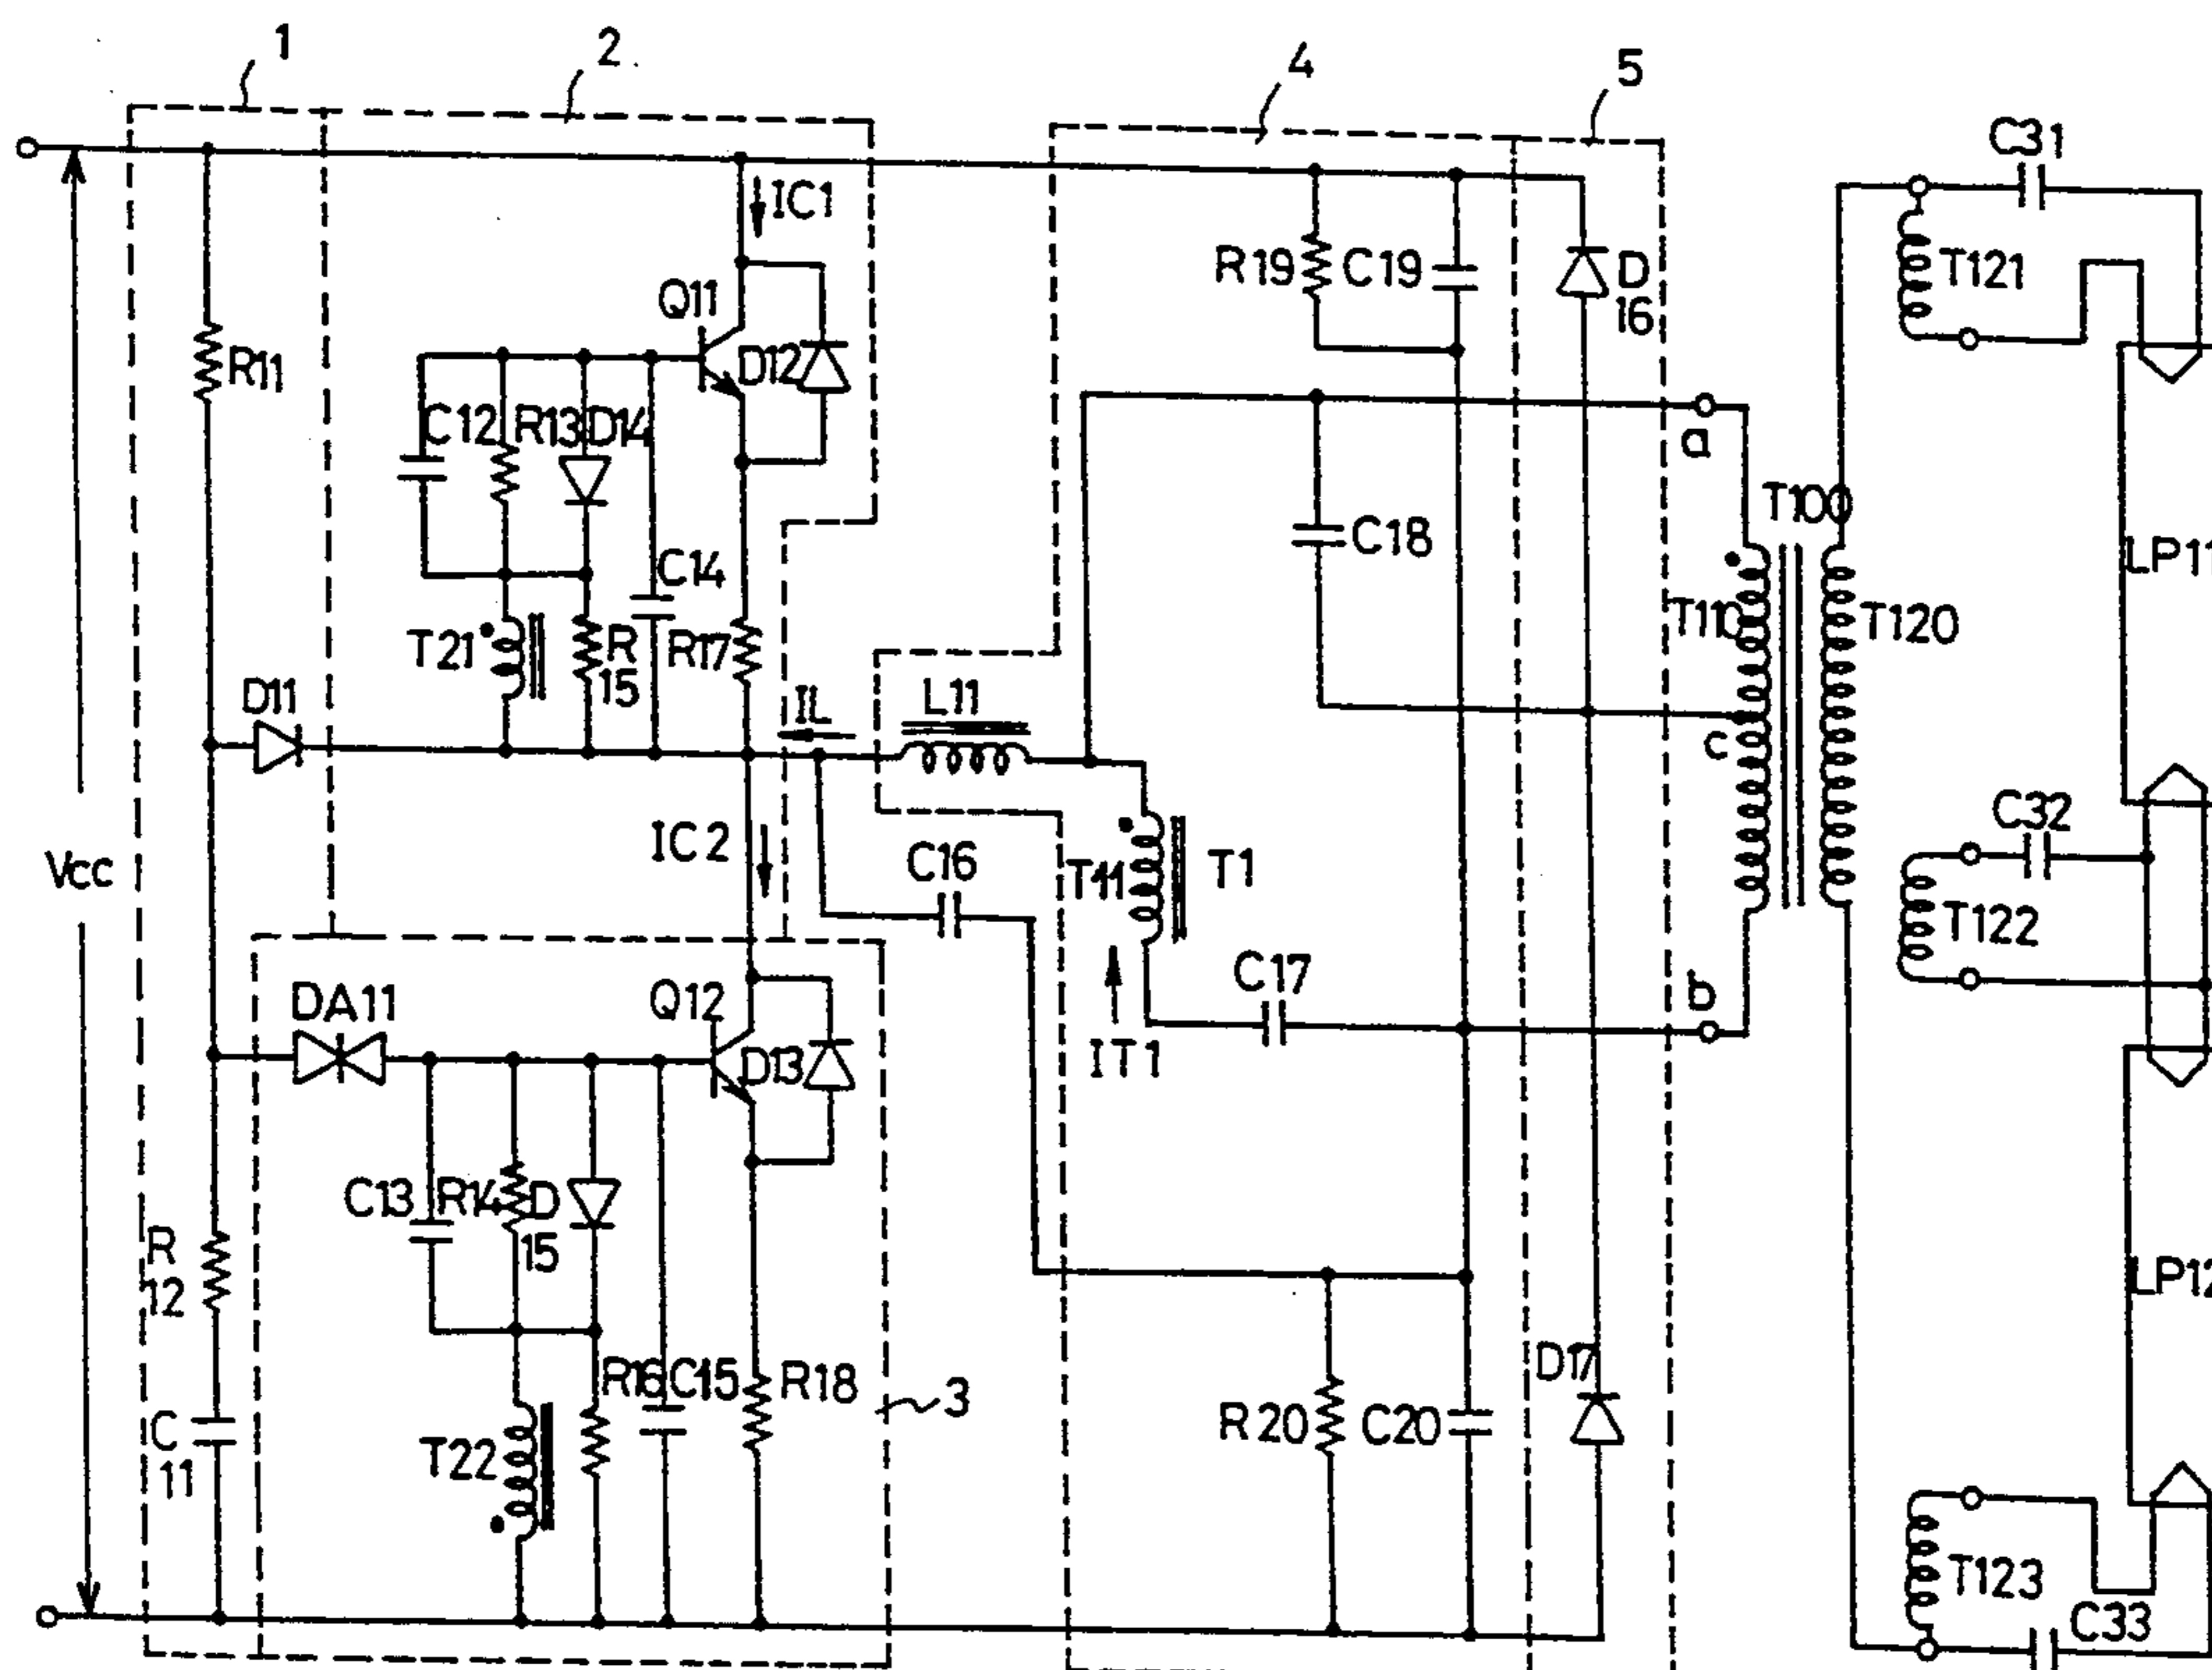 1
2
4
5
C31
IC1
R19
C19
D
16
T121
Q11
D12
R11
C12
R13
D14
a
T100
C18
LP11
C14
T21
R
15
R17
T110
T120
D11
IL
L11
c
IC2
C32
Vcc
C16
T11
T1
T122
C17
b
DA11
Q12
D13
IT1
C13
R14
D
15
R
12
LP12
R16
C15
R18
D17
3
C
11
T22
R20
C20
T123
C33